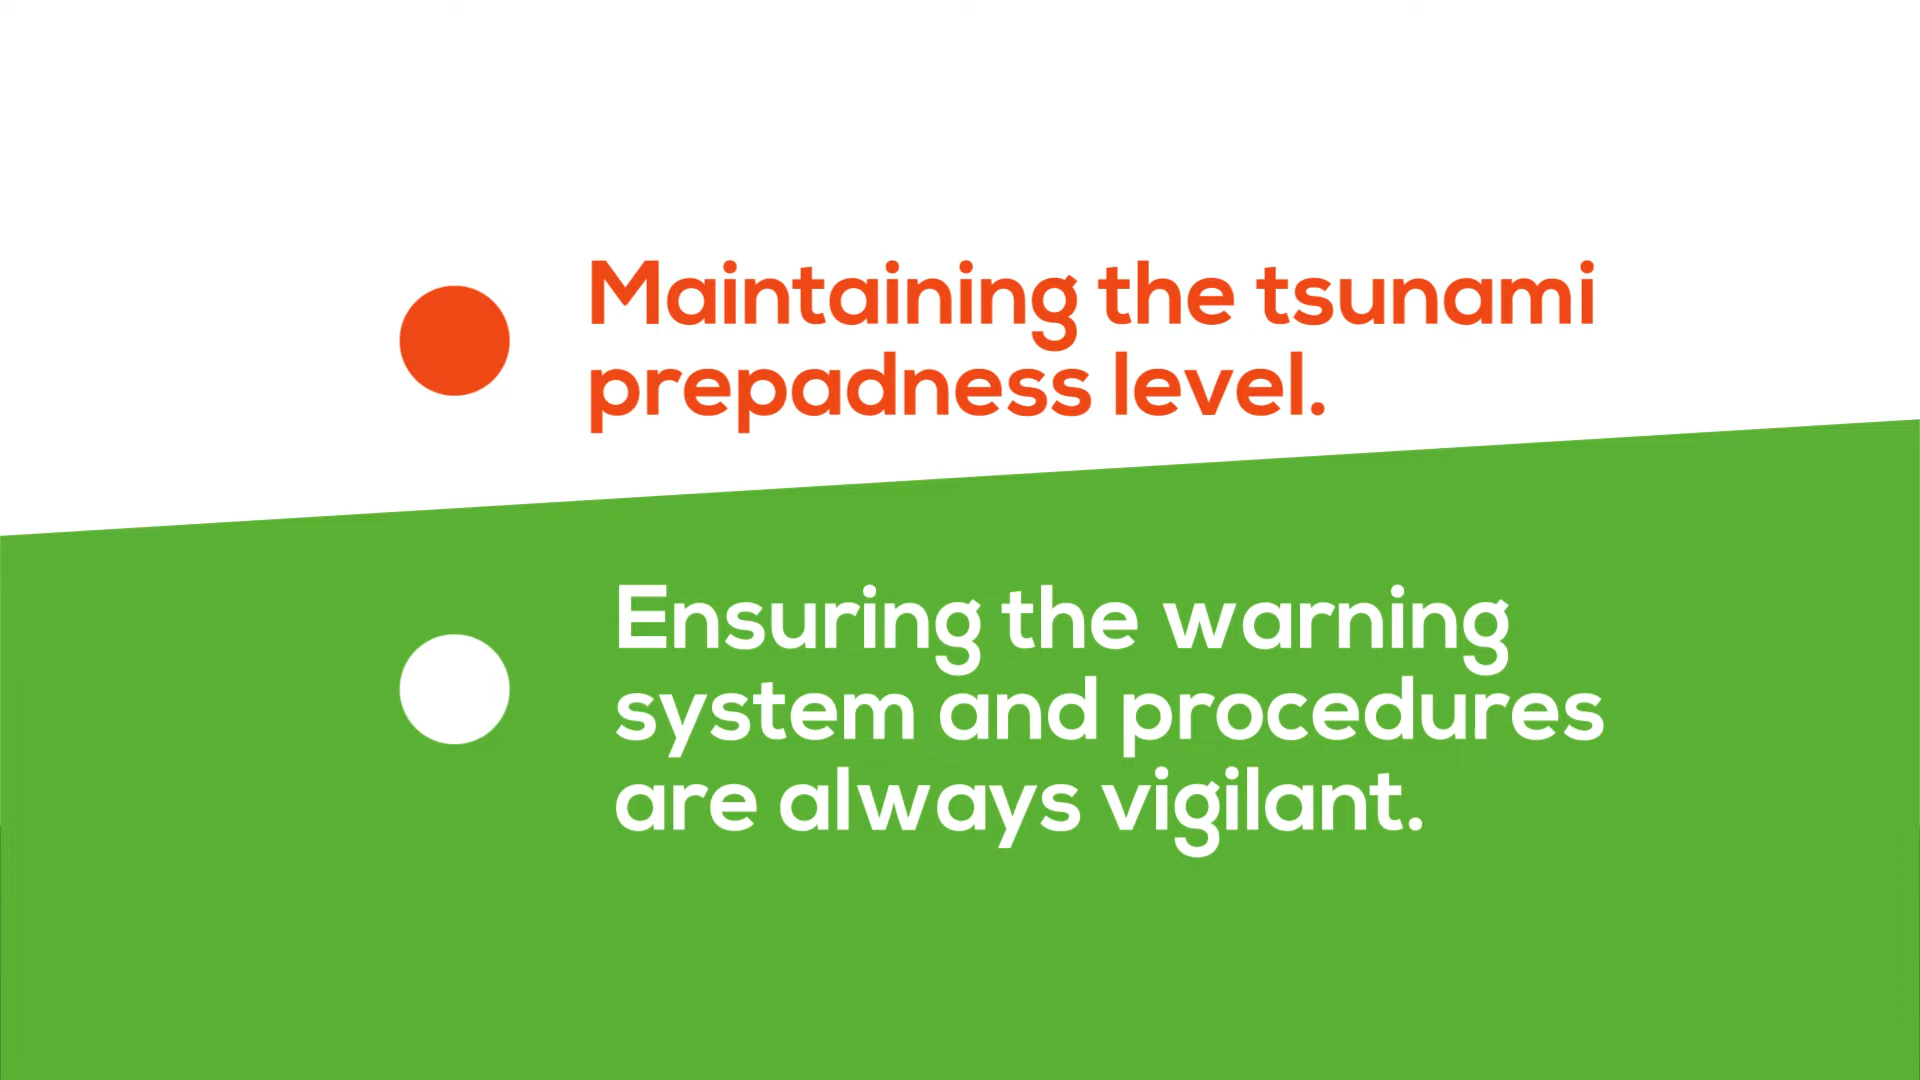 Maintaining the tsunami
prepadness level.
Ensuring the warning
system and procedures
are always vigilant.